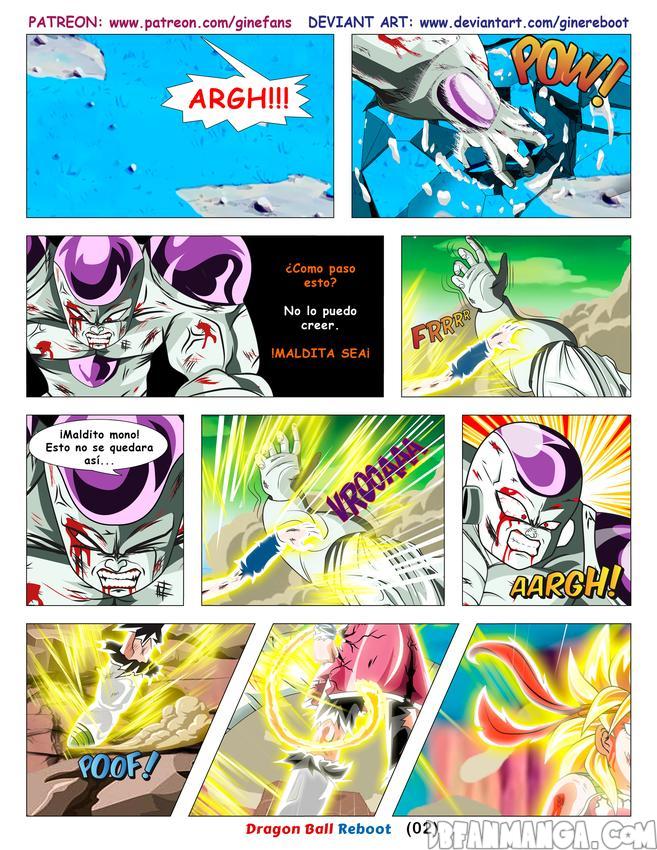 PATREON: www.patreon.com/ginefans DEVIANT ART: www.deviantart.com/ginereboot
ARGH!!!
POW!
¿Como paso
esto?
No lo puedo
creer.
!MALDITA SEA¡
FRRRR
¡Maldito mono!
Esto no se quedara
así...
VROOAAA
AARGH!
POOF!
Dragon Ball Reboot (02)
DBFANMANGA.COM